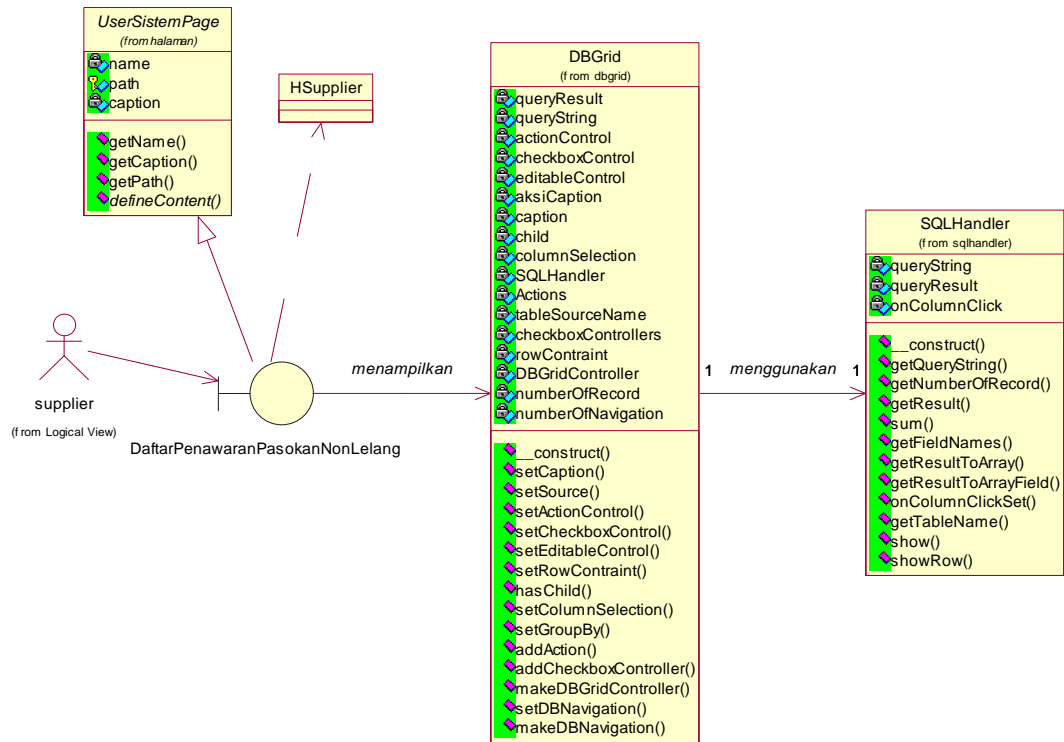 UserSistemPage
(from halaman)
name
path
caption
getName()
getCaption()
getPath()
defineContent()
HSupplier
supplier
(from Logical View)
DaftarPenawaranPasokanNonLelang
menampilkan
DBGrid
(from dbgrid)
queryResult
queryString
actionControl
checkboxControl
editableControl
aksiCaption
caption
child
columnSelection
SQLHandler
Actions
tableSourceName
checkboxControllers
rowContraint
DBGridController
numberOfRecord
numberOfNavigation
__construct()
setCaption()
setSource()
setActionControl()
setCheckboxControl()
setEditableControl()
setRowContraint()
hasChild()
setColumnSelection()
setGroupBy()
addAction()
addCheckboxController()
makeDBGridController()
setDBNavigation()
makeDBNavigation()
1 menggunakan 1
SQLHandler
(from sqlhandler)
queryString
queryResult
onColumnClick
__construct()
getQueryString()
getNumberOfRecord()
getResult()
sum()
getFieldNames()
getResultToArray()
getResultToArrayField()
onColumnClickSet()
getTableName()
show()
showRow()